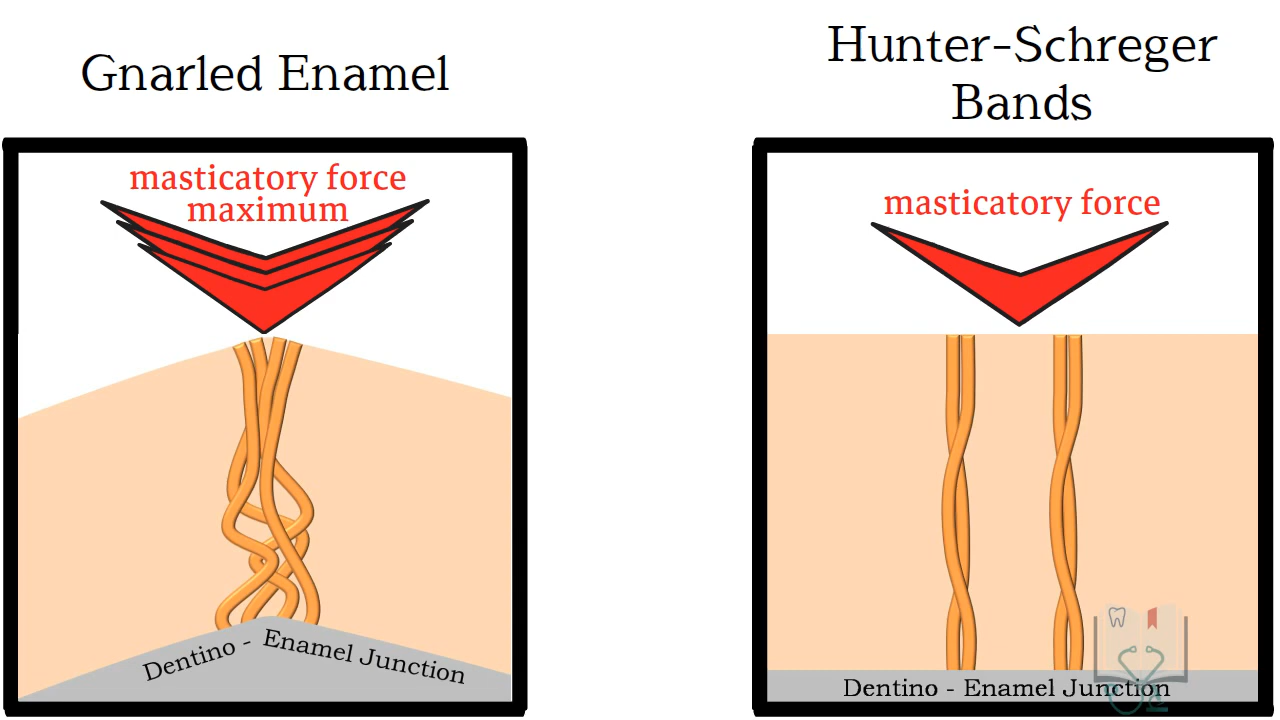 Gnarled Enamel
masticatory force
maximum
Dentino - Enamel Junction
Hunter-Schreger
Bands
masticatory force
Dentino - Enamel Junction